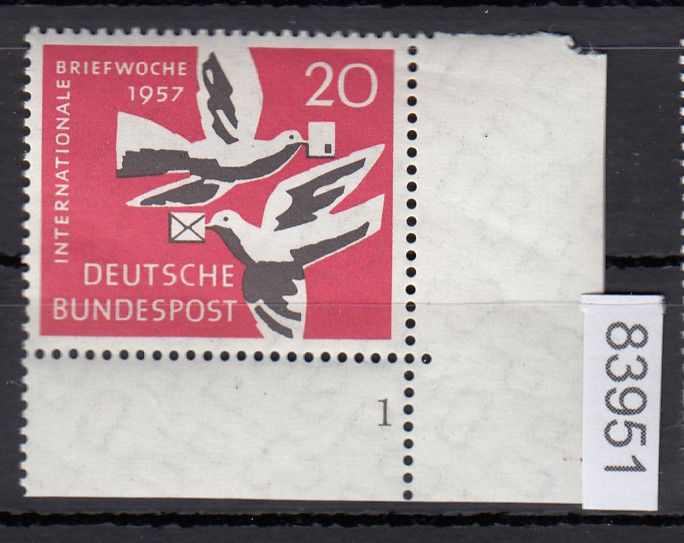 INTERNATIONALE
BRIEFWOCHE
1957
20
DEUTSCHE
BUNDESPOST
1
83951